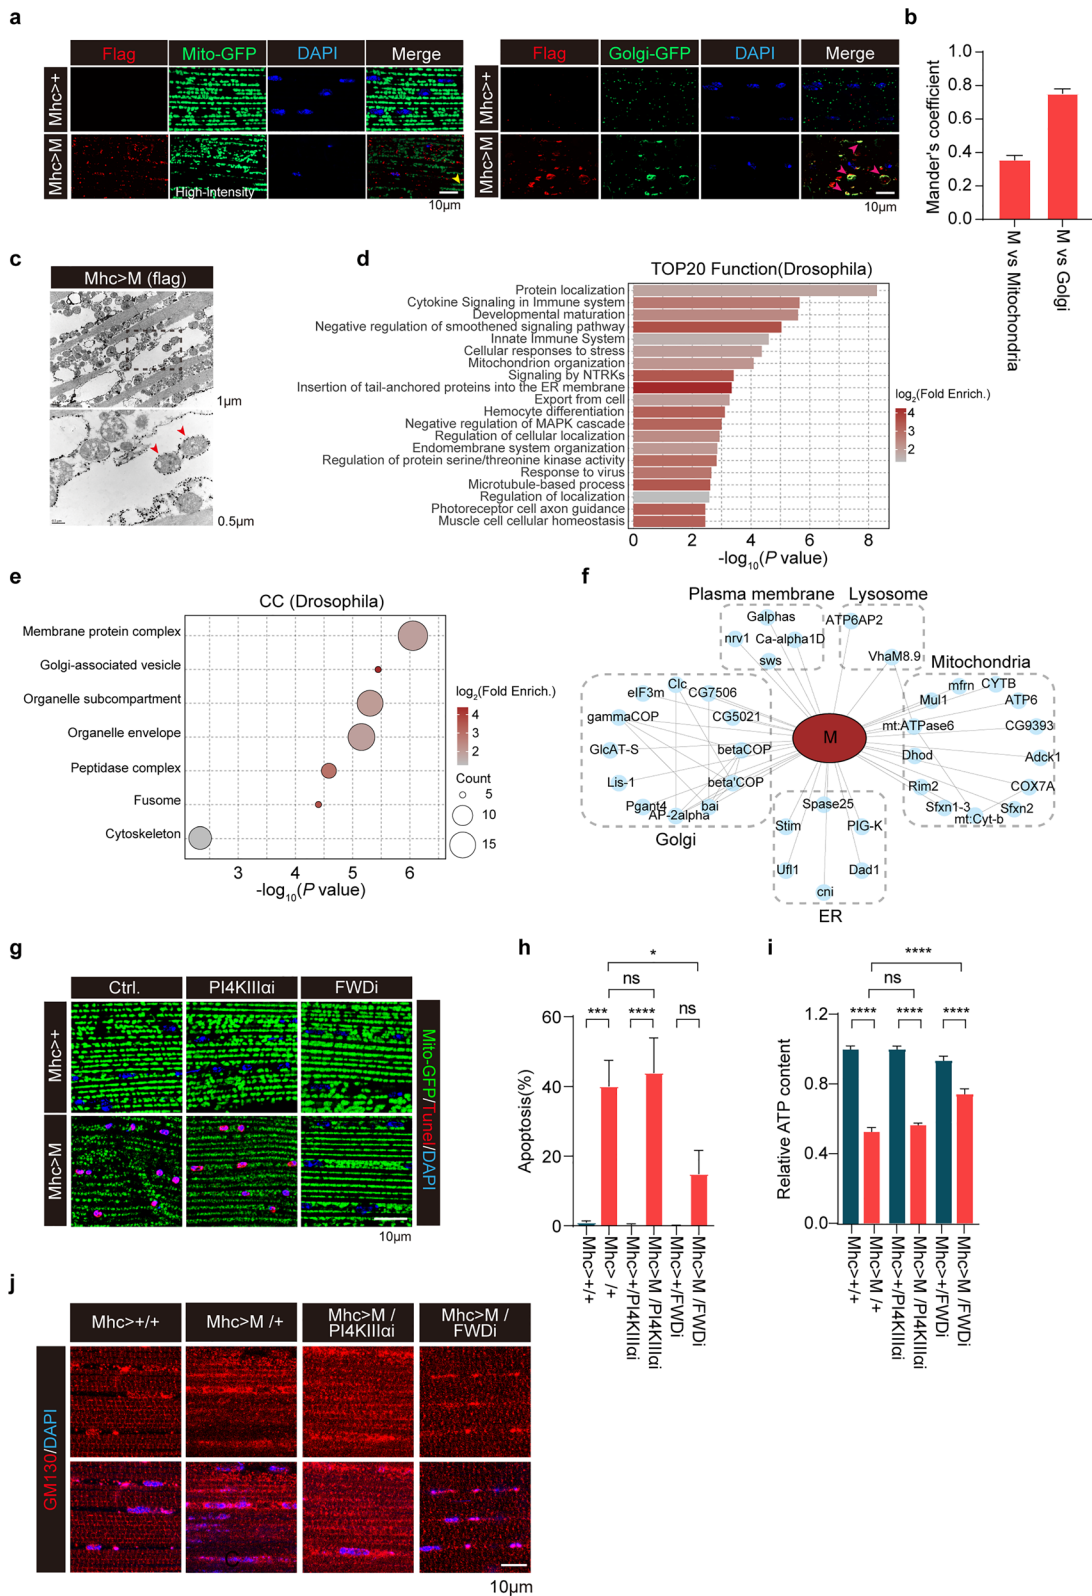 a
Flag
Mito-GFP
DAPI
Merge
Mhc>+
Mhc>M
High-Intensity
10μm
Flag
Golgi-GFP
DAPI
Merge
Mhc>+
Mhc>M
10μm
b
Mander's coefficient
1.0
0.8
0.6
0.4
0.2
0.0
M vs Mitochondria
M vs Golgi
c
Mhc>M (flag)
1μm
0.5μm
d
TOP20 Function(Drosophila)
Protein localization
Cytokine Signaling in Immune system
Developmental maturation
Negative regulation of smoothened signaling pathway
Innate Immune System
Cellular responses to stress
Mitochondrion organization
Signaling by NTRKs
Insertion of tail-anchored proteins into the ER membrane
Export from cell
Hemocyte differentiation
Negative regulation of MAPK cascade
Regulation of cellular localization
Endomembrane system organization
Regulation of protein serine/threonine kinase activity
Response to virus
Microtubule-based process
Regulation of localization
Photoreceptor cell axon guidance
Muscle cell cellular homeostasis
0 2 4 6 8
-log10(P value)
log2(Fold Enrich.)
4
3
2
e
CC (Drosophila)
Membrane protein complex
Golgi-associated vesicle
Organelle subcompartment
Organelle envelope
Peptidase complex
Fusome
Cytoskeleton
3 4 5 6
-log10(P value)
log2(Fold Enrich.)
4
3
2
Count
5
10
15
f
Plasma membrane
Galphas
nrv1
Ca-alpha1D
sws
Lysosome
ATP6AP2
VhaM8.9
Mitochondria
mfrn
CYTB
Mul1
ATP6
mt:ATPase6
CG9393
Dhod
Adck1
Rim2
COX7A
Sfxn1-3
Sfxn2
mt:Cyt-b
M
Clc
eIF3m
CG7506
gammaCOP
CG5021
GlcAT-S
betaCOP
Lis-1
beta'COP
Pgant4
bai
AP-2alpha
Golgi
Spase25
Stim
PIG-K
Ufl1
Dad1
cni
ER
g
Ctrl.
PI4KIIIαi
FWDi
Mhc>+
Mhc>M
Mito-GFP/Tunel/DAPI
10μm
h
Apoptosis(%)
60
40
20
0
*
ns
***
****
ns
Mhc>+/+
Mhc> /+
Mhc>+/PI4KIIIαi
Mhc>M /PI4KIIIαi
Mhc>+/FWDi
Mhc>M /FWDi
i
Relative ATP content
1.2
0.8
0.4
0.0
****
ns
****
****
****
Mhc>+/+
Mhc>M /+
Mhc>+/PI4KIIIαi
Mhc>M /PI4KIIIαi
Mhc>+/FWDi
Mhc>M /FWDi
j
Mhc>+/+
Mhc>M /+
Mhc>M /
PI4KIIIαi
Mhc>M /
FWDi
GM130/DAPI
10μm